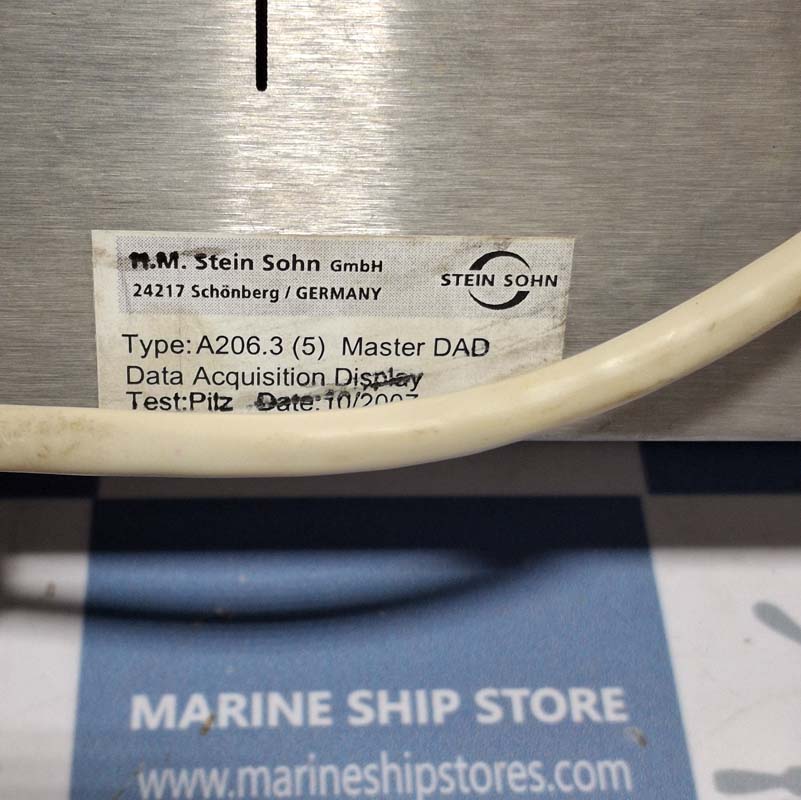 H.M. Stein Sohn GmbH
24217 Schönberg / GERMANY
STEIN SOHN
Type: A206.3 (5) Master DAD
Data Acquisition Display
Test:Pilz Date: 10/2007
MARINE SHIP STORE
www.marineshipstores.com